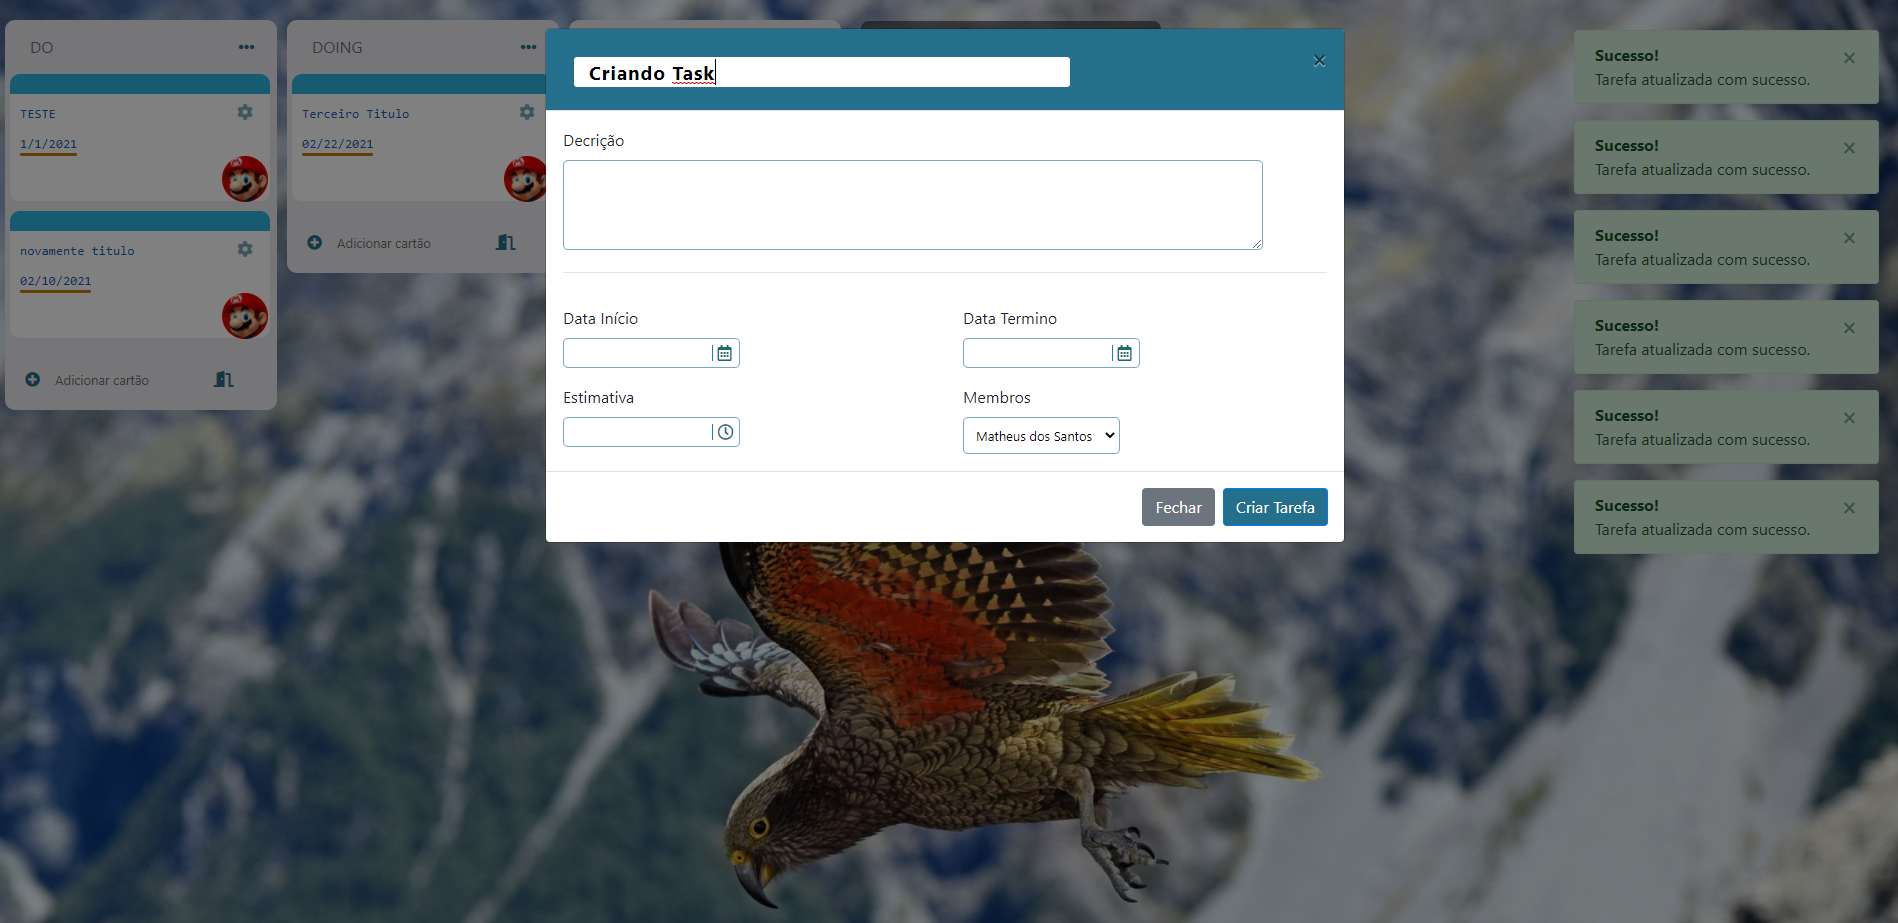 DO
TESTE
1/1/2021
novamente titulo
02/10/2021
Adicionar cartão
DOING
Terceiro Titulo
02/22/2021
Adicionar cartão
Criando Task
×
Decrição
Data Início
Data Termino
Estimativa
Membros
Matheus dos Santos
Fechar
Criar Tarefa
Sucesso!
Tarefa atualizada com sucesso.
Sucesso!
Tarefa atualizada com sucesso.
Sucesso!
Tarefa atualizada com sucesso.
Sucesso!
Tarefa atualizada com sucesso.
Sucesso!
Tarefa atualizada com sucesso.
Sucesso!
Tarefa atualizada com sucesso.